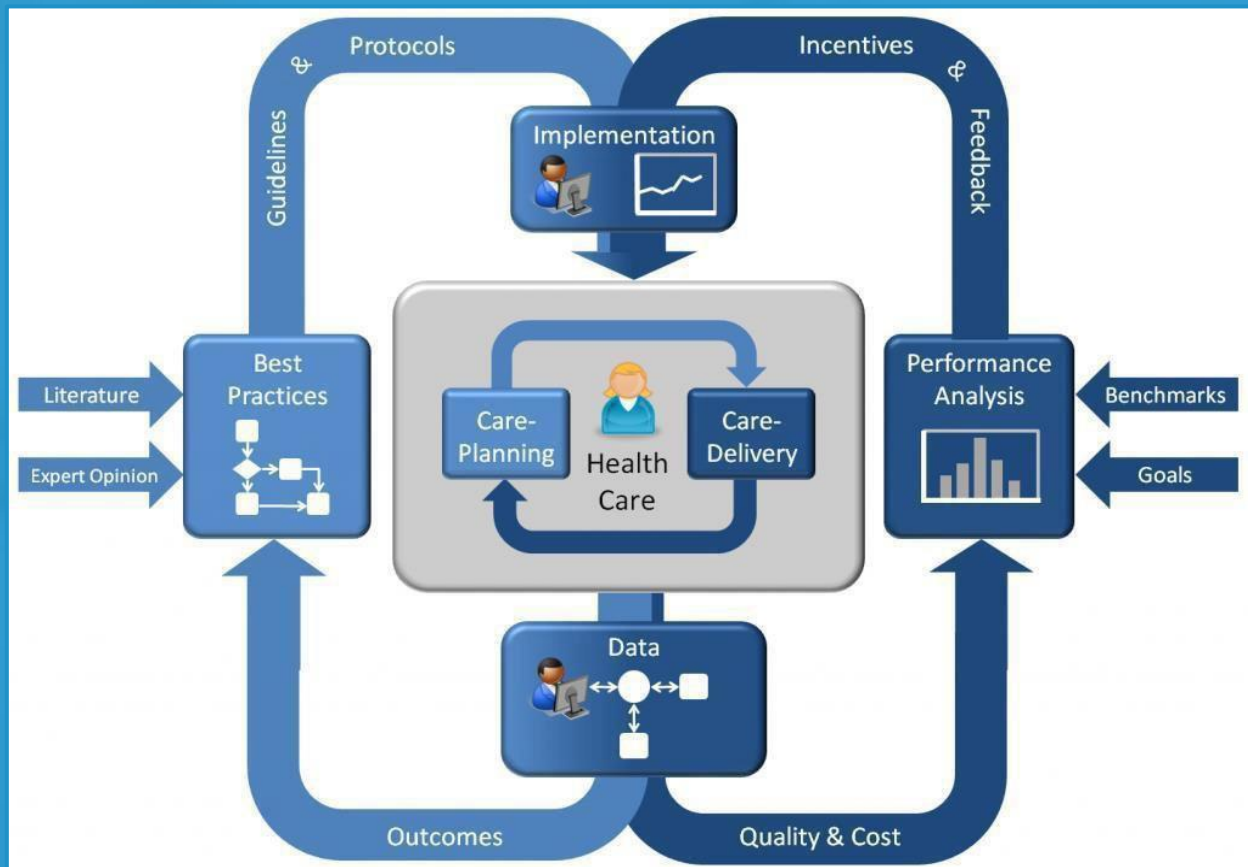 Protocols
&
Guidelines
Incentives
&
Feedback
Implementation
Best
Practices
Literature
Expert Opinion
Care-
Planning
Health
Care
Care-
Delivery
Performance
Analysis
Benchmarks
Goals
Data
Outcomes
Quality & Cost